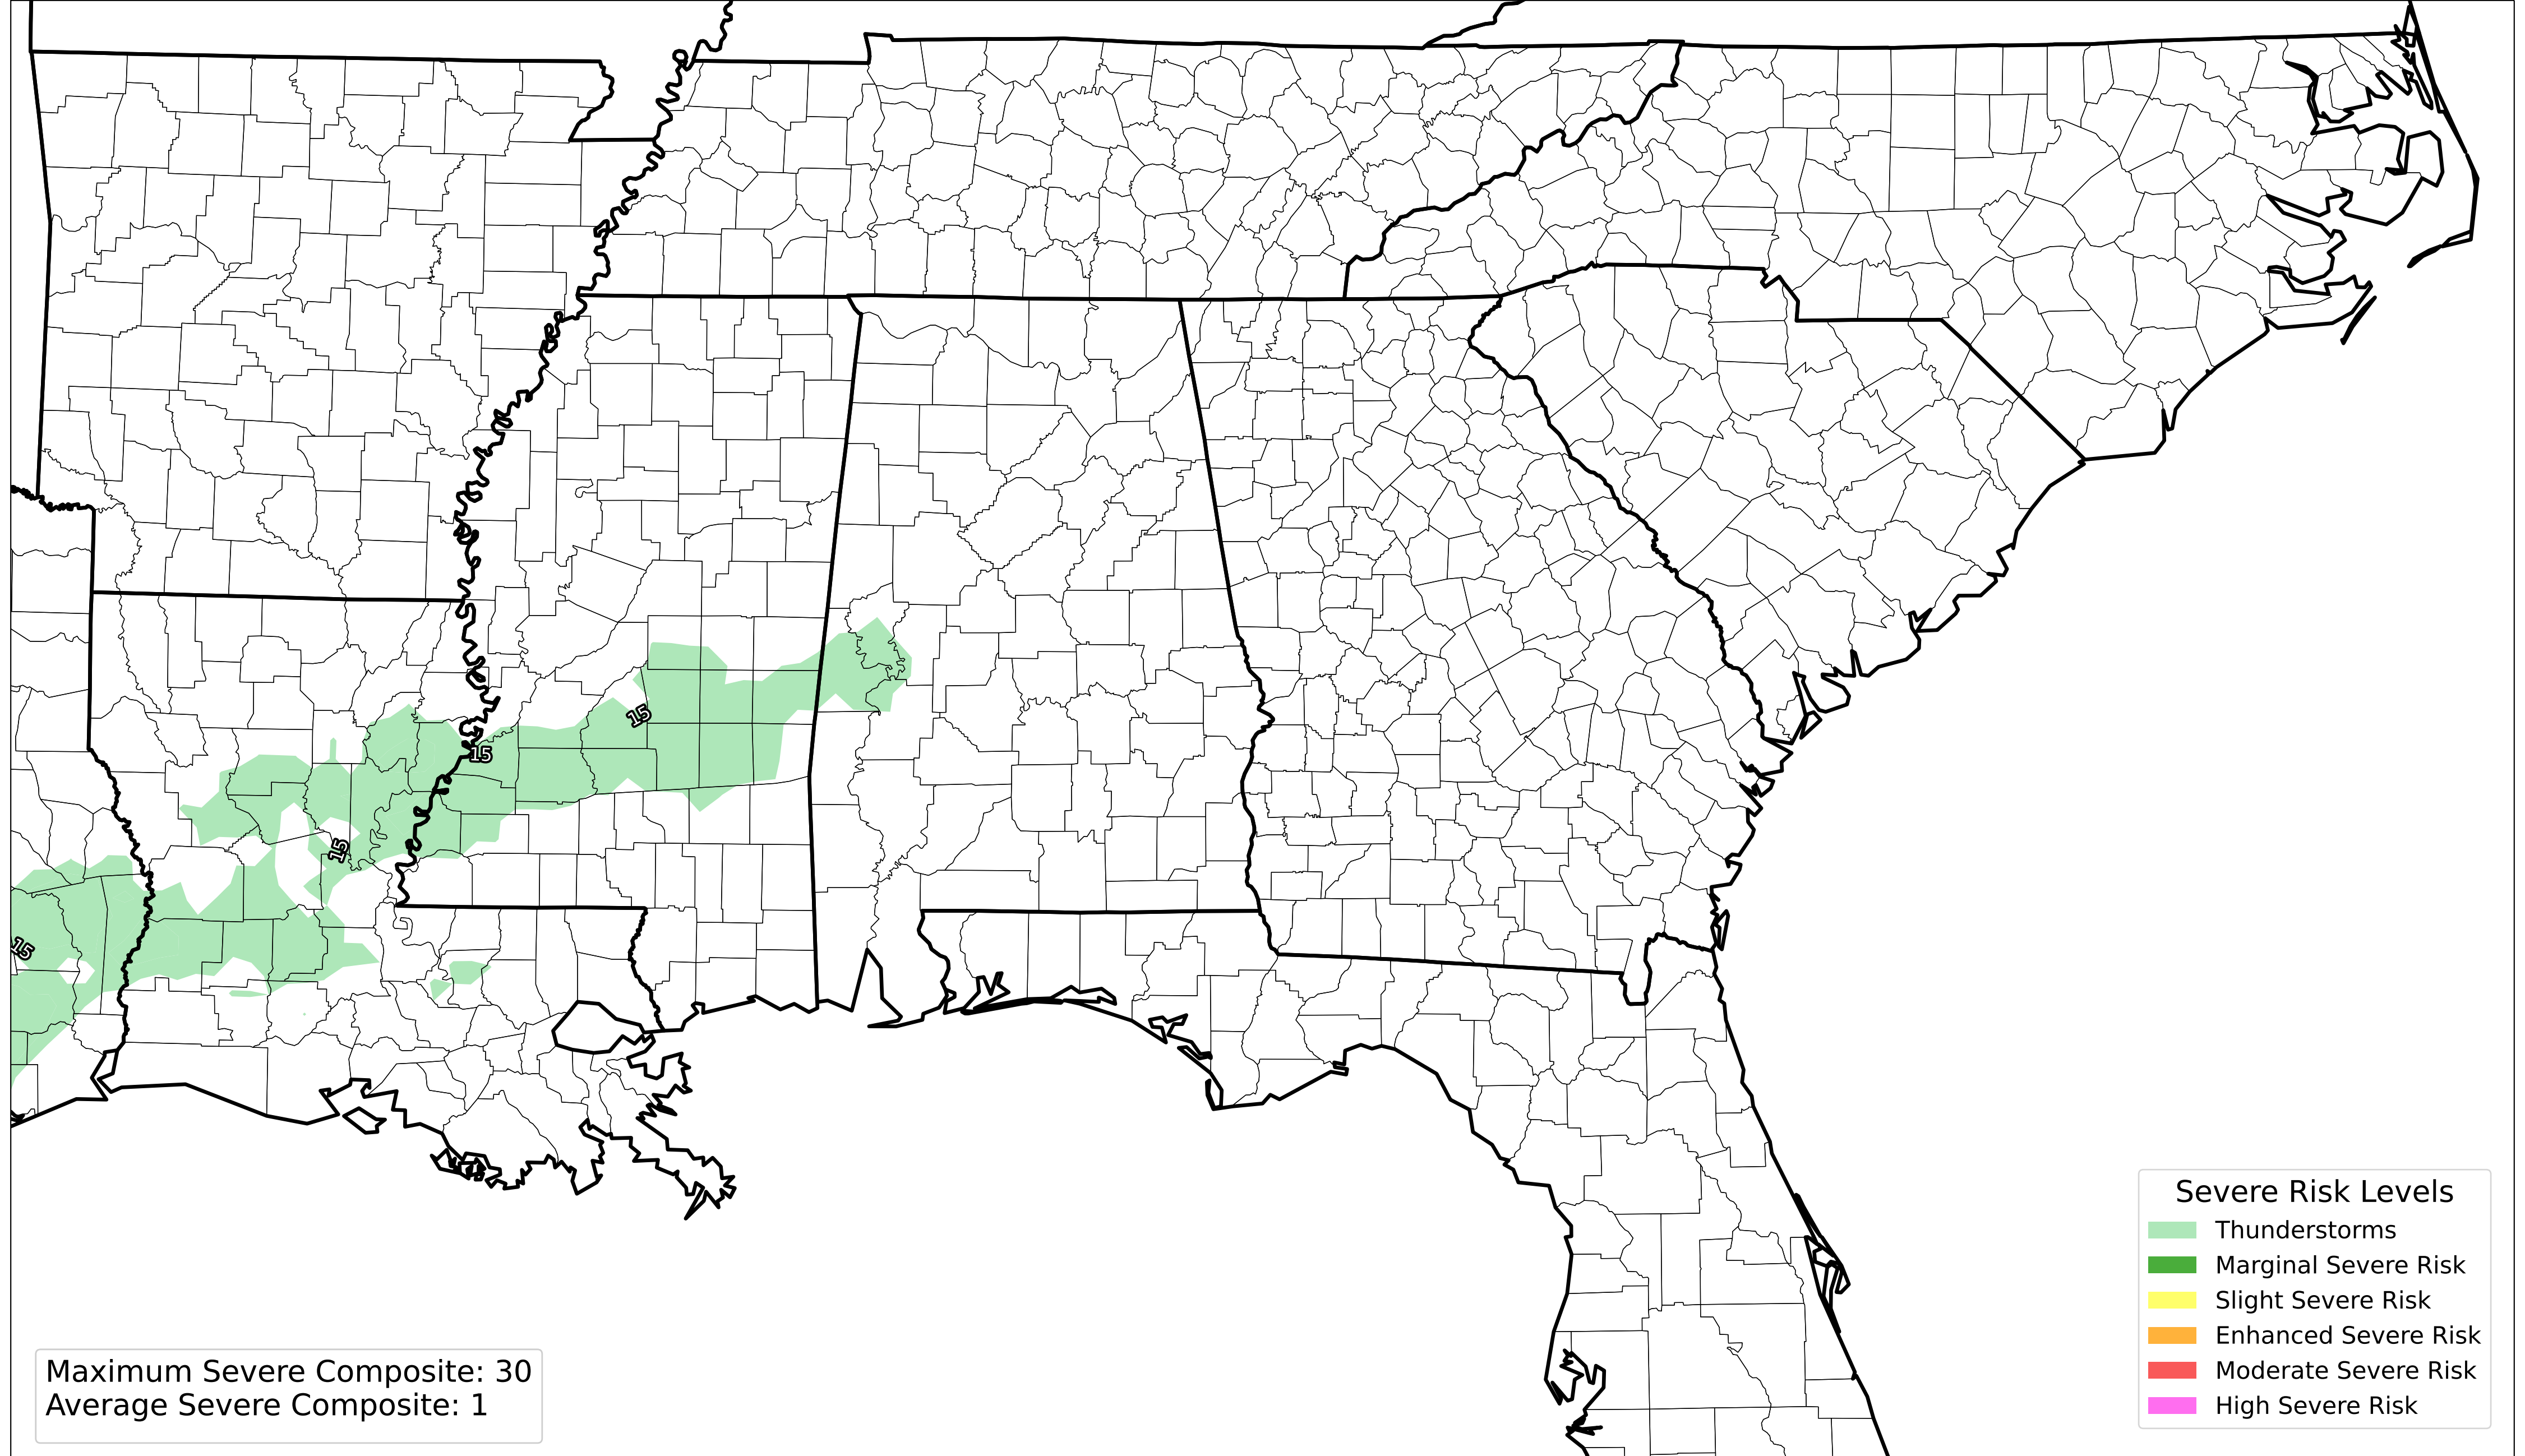 15
15
15
15
Severe Risk Levels
Thunderstorms
Marginal Severe Risk
Slight Severe Risk
Enhanced Severe Risk
Moderate Severe Risk
High Severe Risk
Maximum Severe Composite: 30
Average Severe Composite: 1